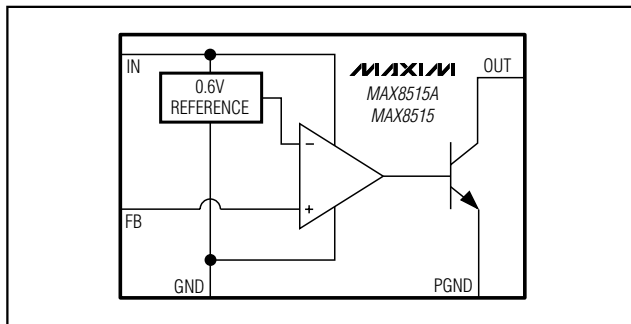 IN
0.6V
REFERENCE
MAXIM
MAX8515A
MAX8515
OUT
−
+
FB
GND
PGND